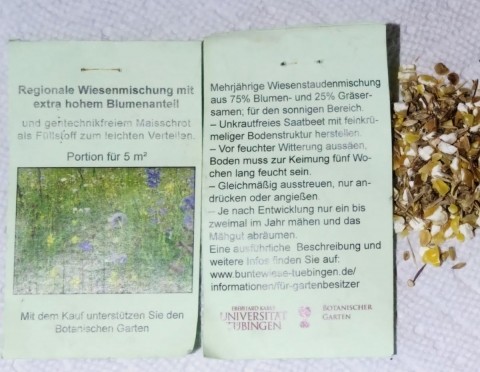 Regionale Wiesenmischung mit
extra hohem Blumenanteil
und gentechnikfreiem Maisschrot
als Füllstoff zum leichten Verteilen.
Portion für 5 m²
Mit dem Kauf unterstützen Sie den
Botanischen Garten
Mehrjährige Wiesenstaudenmischung
aus 75% Blumen- und 25% Gräser-
samen; für den sonnigen Bereich.
– Unkrautfreies Saatbeet mit feinkrü-
meliger Bodenstruktur herstellen.
– Vor feuchter Witterung aussäen,
Boden muss zur Keimung fünf Wo-
chen lang feucht sein.
– Gleichmäßig ausstreuen, nur an-
drücken oder angießen.
– Je nach Entwicklung nur ein bis
zweimal im Jahr mähen und das
Mähgut abräumen.
Eine ausführliche Beschreibung und
weitere Infos finden Sie auf:
www.buntewiese-tuebingen.de/
informationen/für-gartenbesitzer
EBERHARD KARLS
UNIVERSITÄT
TÜBINGEN
BOTANISCHER
GARTEN